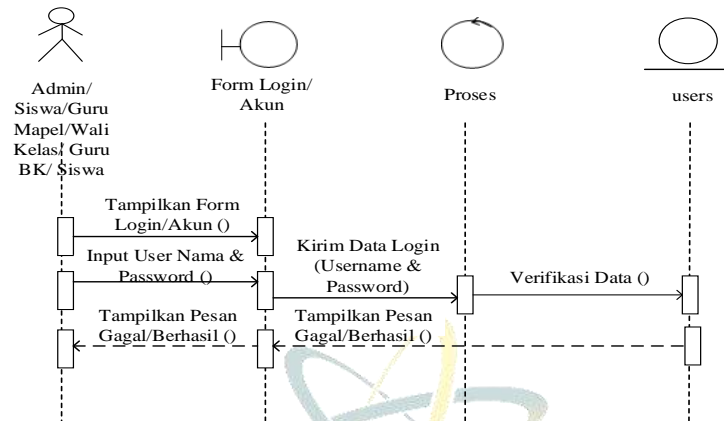 Admin/
Siswa/Guru
Mapel/Wali
Kelas/ Guru
BK/ Siswa
Form Login/
Akun
Proses
users
Tampilkan Form
Login/Akun ()
Input User Nama &
Password ()
Kirim Data Login
(Username &
Password)
Verifikasi Data ()
Tampilkan Pesan
Gagal/Berhasil ()
Tampilkan Pesan
Gagal/Berhasil ()